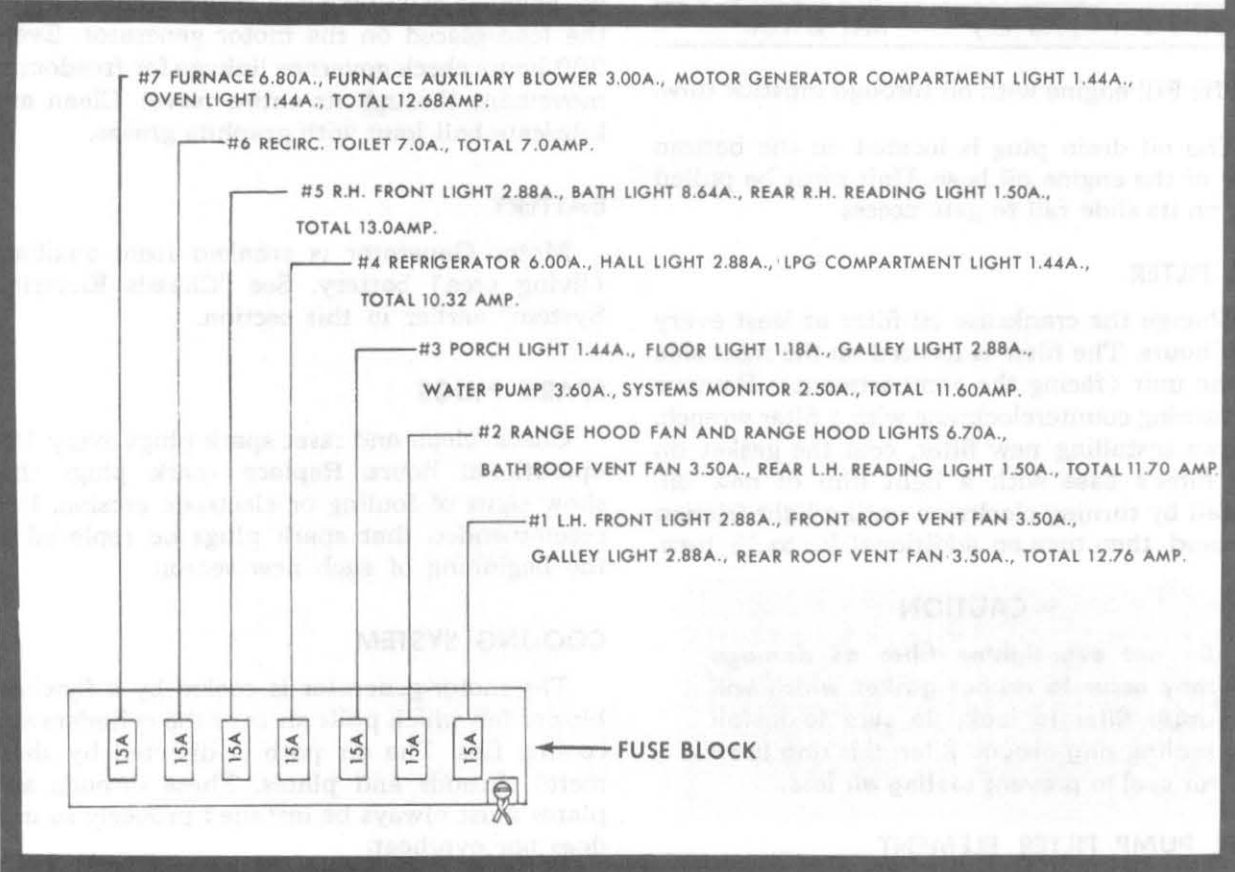 #7 FURNACE 6.80A., FURNACE AUXILIARY BLOWER 3.00A., MOTOR GENERATOR COMPARTMENT LIGHT 1.44A.,
OVEN LIGHT 1.44A., TOTAL 12.68AMP.
#6 RECIRC. TOILET 7.0A., TOTAL 7.0AMP.
#5 R.H. FRONT LIGHT 2.88A., BATH LIGHT 8.64A., REAR R.H. READING LIGHT 1.50A.,
TOTAL 13.0AMP.
#4 REFRIGERATOR 6.00A., HALL LIGHT 2.88A., LPG COMPARTMENT LIGHT 1.44A.,
TOTAL 10.32 AMP.
#3 PORCH LIGHT 1.44A., FLOOR LIGHT 1.18A., GALLEY LIGHT 2.88A.,
WATER PUMP 3.60A., SYSTEMS MONITOR 2.50A., TOTAL 11.60AMP.
#2 RANGE HOOD FAN AND RANGE HOOD LIGHTS 6.70A.,
BATH ROOF VENT FAN 3.50A., REAR L.H. READING LIGHT 1.50A., TOTAL 11.70 AMP.
#1 L.H. FRONT LIGHT 2.88A., FRONT ROOF VENT FAN 3.50A.,
GALLEY LIGHT 2.88A., REAR ROOF VENT FAN 3.50A., TOTAL 12.76 AMP.
15A 15A 15A 15A 15A 15A 15A
FUSE BLOCK